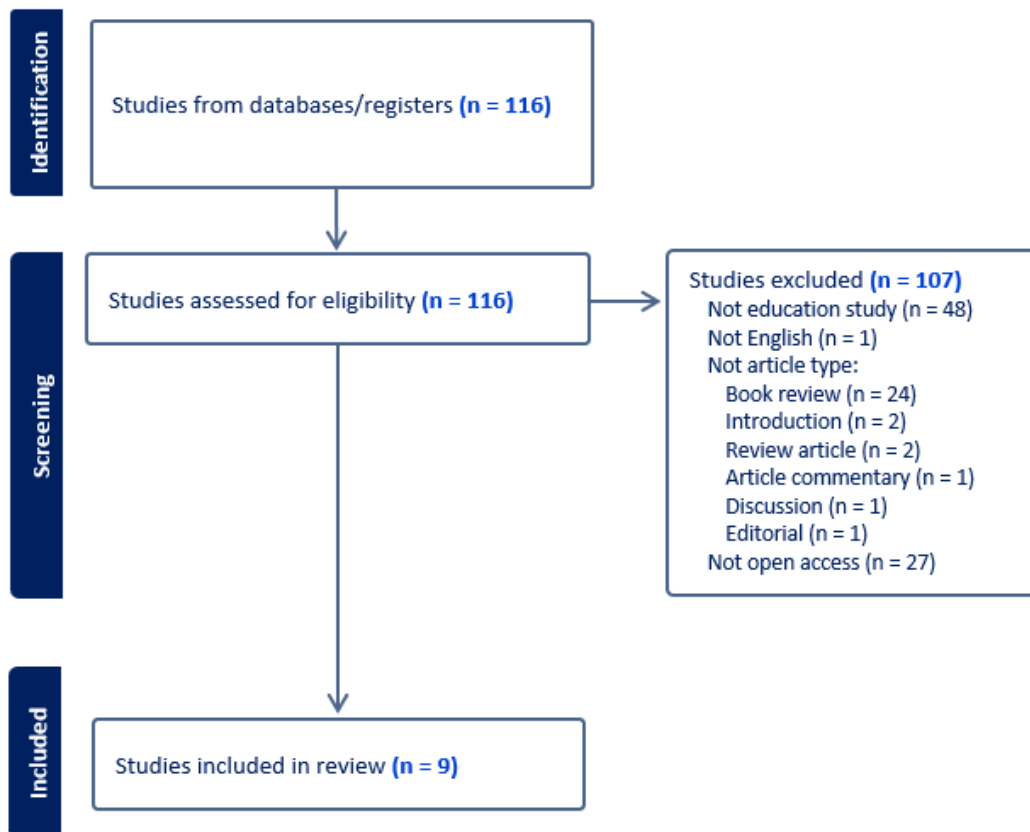 Identification
Studies from databases/registers (n = 116)
Screening
Studies assessed for eligibility (n = 116)
Studies excluded (n = 107)
Not education study (n = 48)
Not English (n = 1)
Not article type:
Book review (n = 24)
Introduction (n = 2)
Review article (n = 2)
Article commentary (n = 1)
Discussion (n = 1)
Editorial (n = 1)
Not open access (n = 27)
Included
Studies included in review (n = 9)